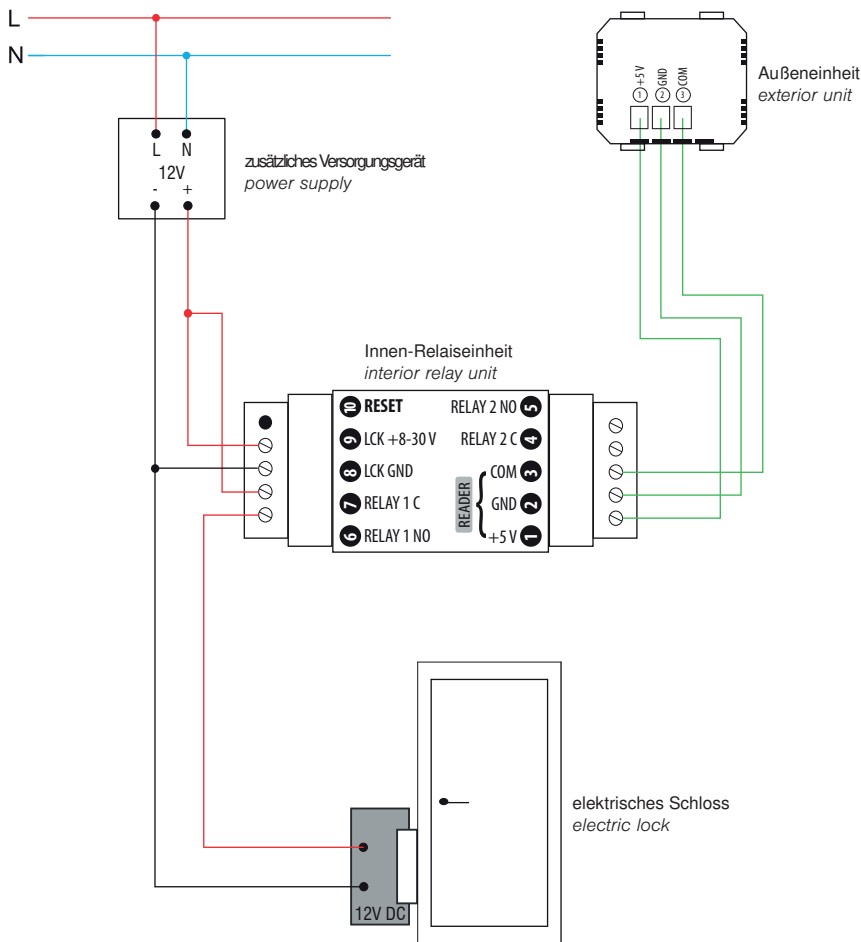 L
N
L N
12V
- +
zusätzliches Versorgungsgerät
power supply
+5 V
GND
COM
1
2
3
Außeneinheit
exterior unit
Innen-Relaiseinheit
interior relay unit
10 RESET
9 LCK +8-30 V
8 LCK GND
7 RELAY 1 C
6 RELAY 1 NO
RELAY 2 NO 5
RELAY 2 C 4
READER
COM 3
GND 2
+5 V 1
elektrisches Schloss
electric lock
12V DC